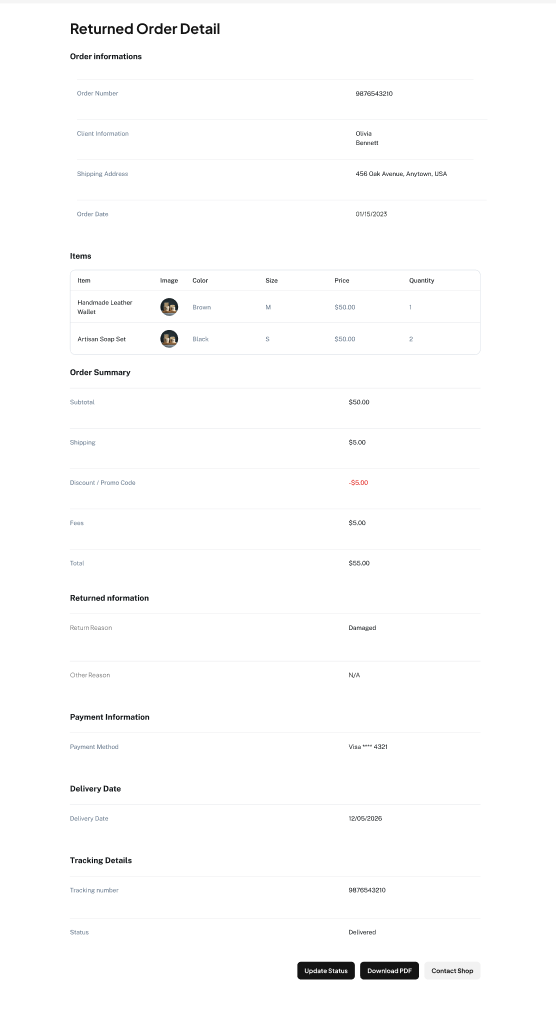 Returned Order Detail
Order informations
Order Number 9876543210
Client Information Olivia
Bennett
Shipping Address 456 Oak Avenue, Anytown, USA
Order Date 01/15/2023
Items
Item Image Color Size Price Quantity
Handmade Leather
Wallet Brown M $50.00 1
Artisan Soap Set Black S $50.00 2
Order Summary
Subtotal $50.00
Shipping $5.00
Discount / Promo Code -$5.00
Fees $5.00
Total $55.00
Returned nformation
Return Reason Damaged
Other Reason N/A
Payment Information
Payment Method Visa **** 4321
Delivery Date
Delivery Date 12/05/2026
Tracking Details
Tracking number 9876543210
Status Delivered
Update Status Download PDF Contact Shop